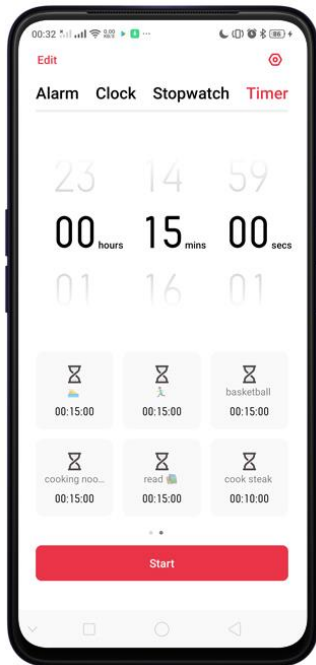 00:32
Edit
Alarm Clock Stopwatch Timer
23 14 59
00 hours 15 mins 00 secs
01 16 01
basketball
00:15:00 00:15:00 00:15:00
cooking noo... read cook steak
00:15:00 00:15:00 00:10:00
Start